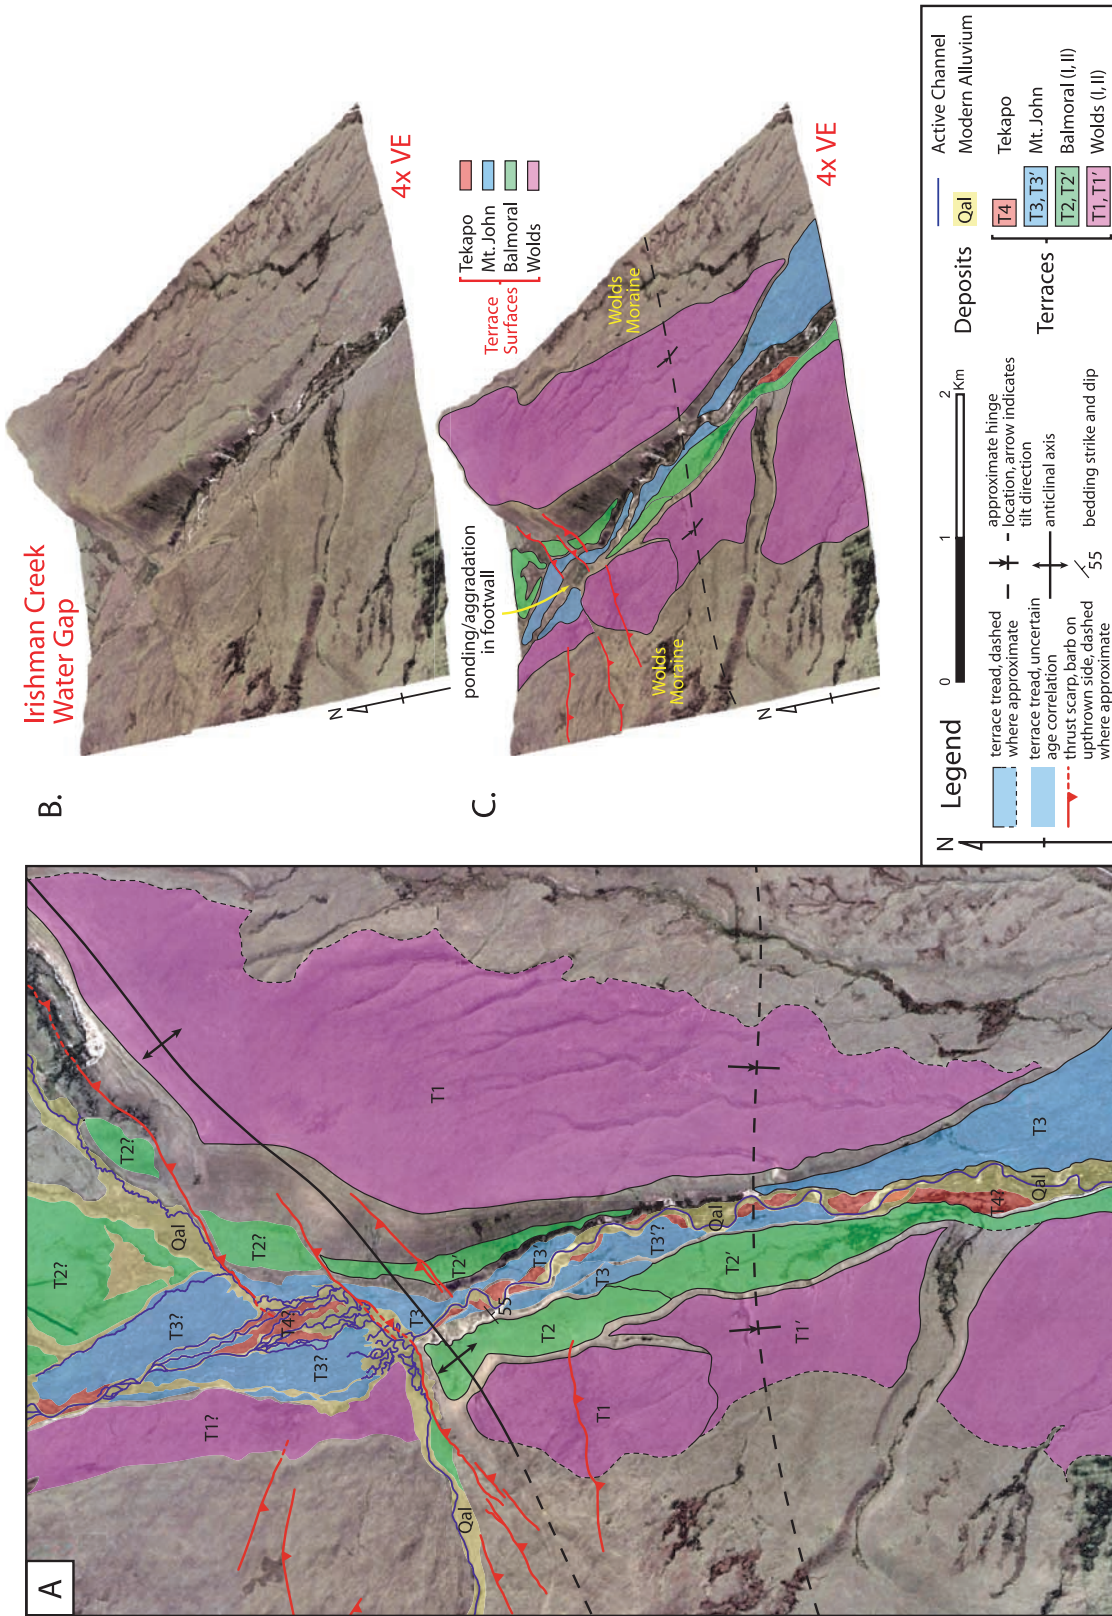 A
T2?
T2?
Qal
T3?
T2?
T4?
T3?
T1?
T1
T3
T2'
55
T3'
T3'?
T3
T2
T2'
Qal
T1
T1'
T3
T4?
Qal
Qal
B.
Irishman Creek
Water Gap
N
4x VE
C.
ponding/aggradation
in footwall
Terrace
Surfaces
Tekapo
Mt. John
Balmoral
Wolds
Wolds
Moraine
Wolds
Moraine
N
4x VE
N
Legend
0 1 2
Km
terrace tread, dashed
where approximate
terrace tread, uncertain
age correlation
thrust scarp, barb on
upthrown side, dashed
where approximate
approximate hinge
location, arrow indicates
tilt direction
anticlinal axis
55
bedding strike and dip
Deposits
Active Channel
Qal Modern Alluvium
Terraces
T4 Tekapo
T3, T3' Mt. John
T2, T2' Balmoral (I, II)
T1, T1' Wolds (I, II)